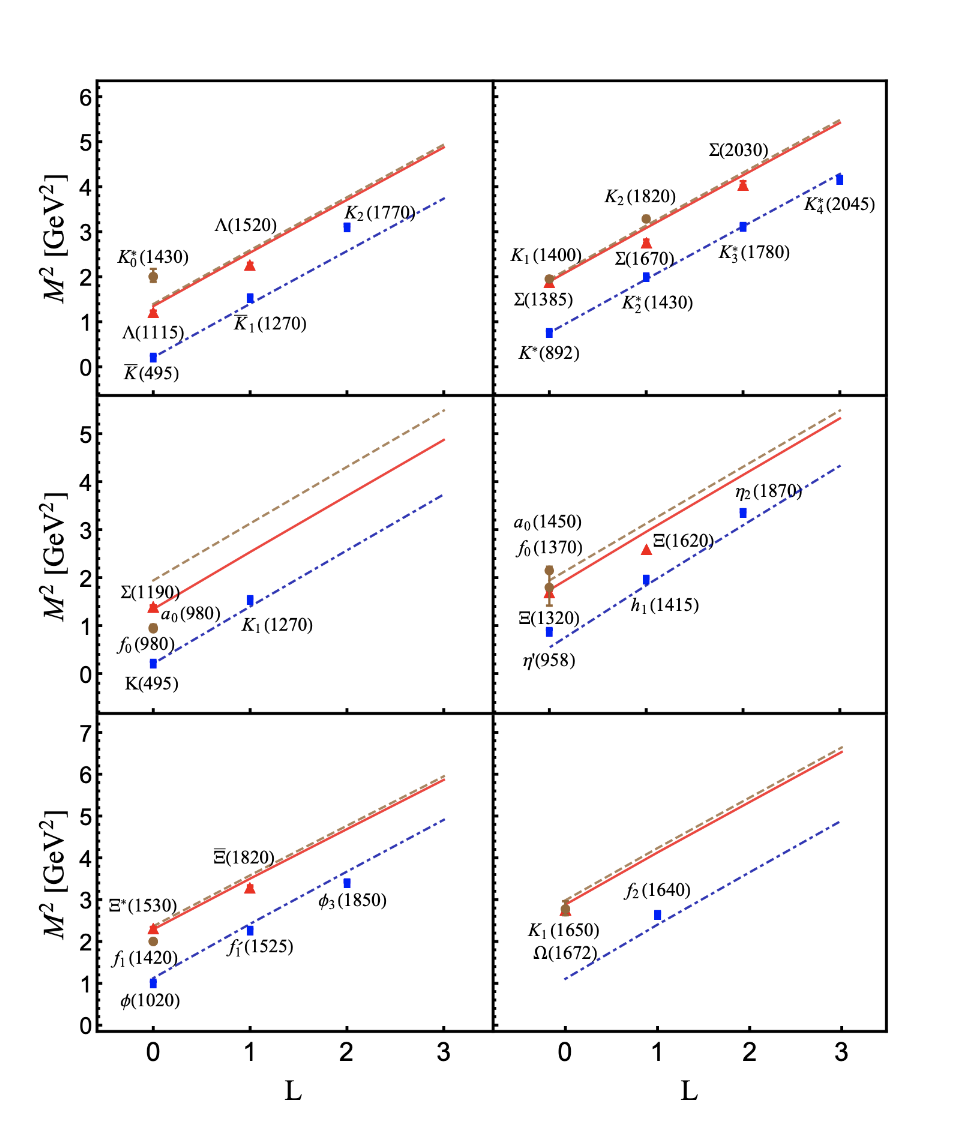 6
5
4
3
2
1
0
M² [GeV²]
K₀*(1430)
Λ(1115)
K̅(495)
Λ(1520)
K̅₁(1270)
K₂(1770)
K₁(1400)
Σ(1385)
K*(892)
K₂(1820)
Σ(1670)
K₂*(1430)
Σ(2030)
K₃*(1780)
K₄*(2045)
5
4
3
2
1
0
M² [GeV²]
Σ(1190)
a₀(980)
f₀(980)
K(495)
K₁(1270)
a₀(1450)
f₀(1370)
Ξ(1320)
η'(958)
Ξ(1620)
h₁(1415)
η₂(1870)
7
6
5
4
3
2
1
0
M² [GeV²]
Ξ*(1530)
f₁(1420)
ϕ(1020)
Ξ̅(1820)
f₁'(1525)
ϕ₃(1850)
K₁(1650)
Ω(1672)
f₂(1640)
0 1 2 3
L
0 1 2 3
L